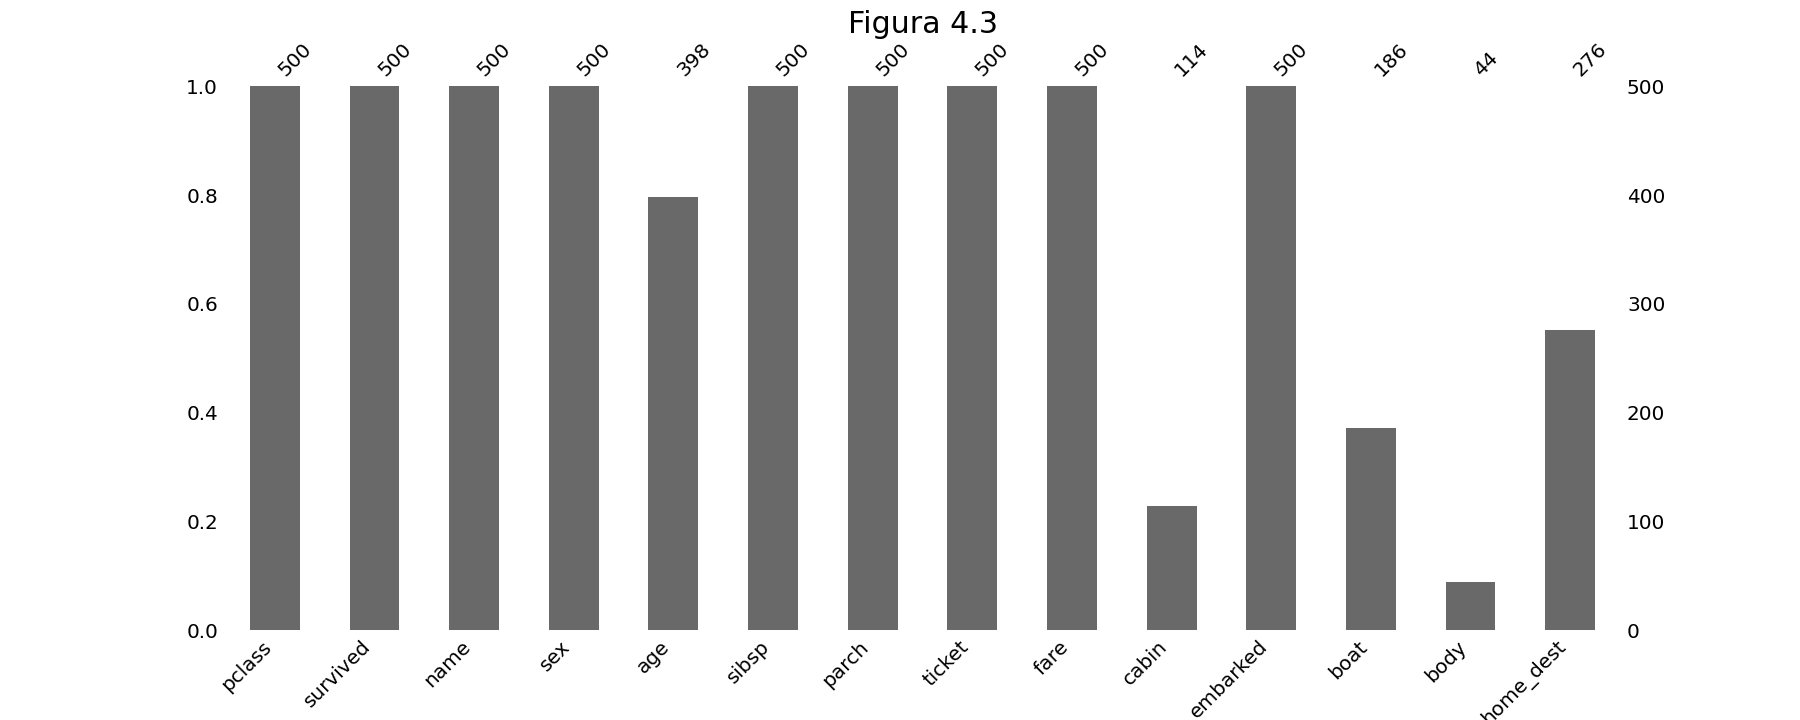 Figura 4.3
500 500 500 500 398 500 500 500 500 114 500 186 44 276
1.0 500
0.8 400
0.6 300
0.4 200
0.2 100
0.0 0
pclass survived name sex age sibsp parch ticket fare cabin embarked boat body home_dest